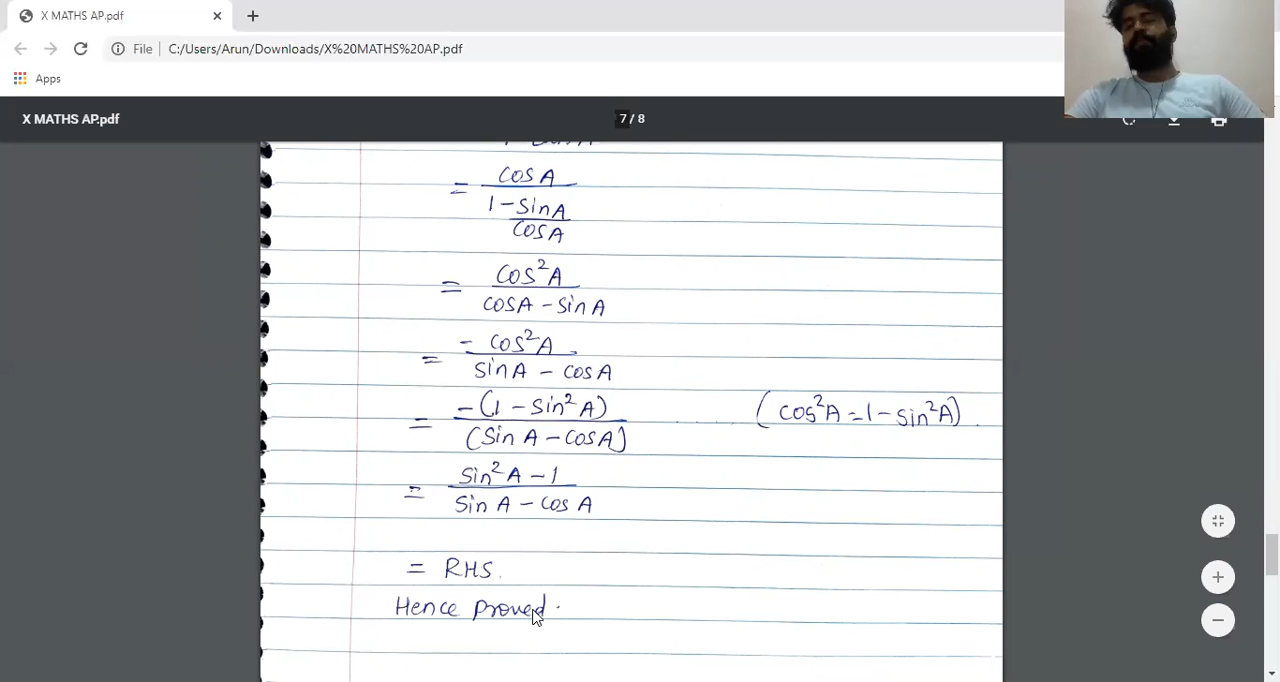 X MATHS AP.pdf
File C:/Users/Arun/Downloads/X%20MATHS%20AP.pdf
Apps
X MATHS AP.pdf
7 / 8
= cos A
1 - sin A
cos A
= cos²A
cos A - sin A
= - cos²A
sin A - cos A
= -(1 - sin²A)
(sin A - cos A) ...... (cos²A = 1 - sin²A).
= sin²A - 1
sin A - cos A
= RHS.
Hence proved.